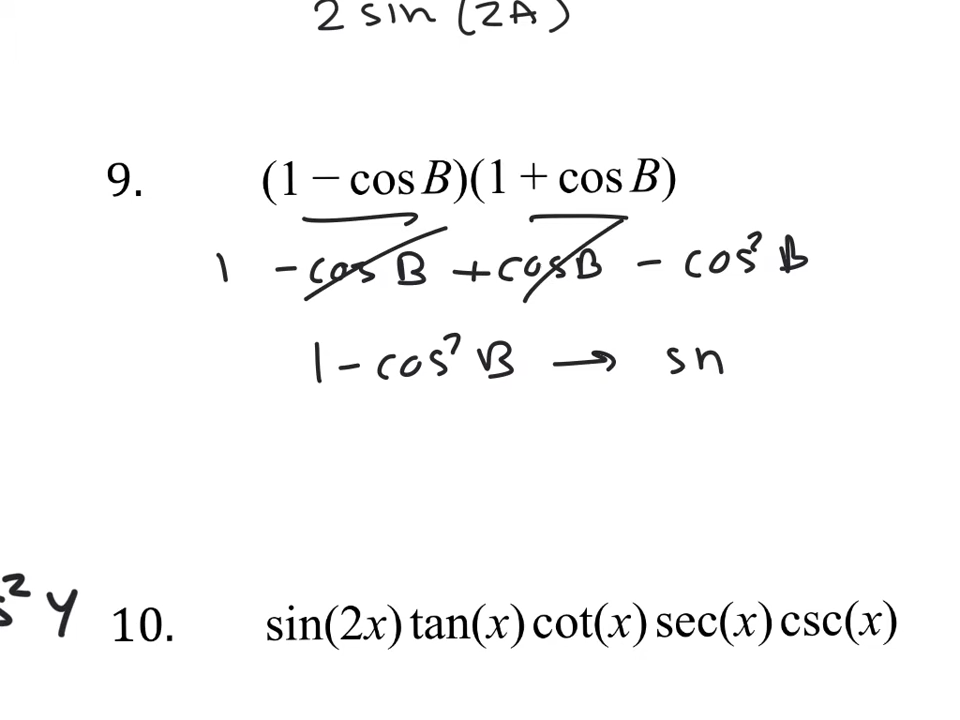 2 sin (2A)
9. (1 − cos B)(1 + cos B)
1 - cos B + cos B - cos² B
1 - cos² B → sn
10. sin(2x) tan(x) cot(x) sec(x) csc(x)
² Y